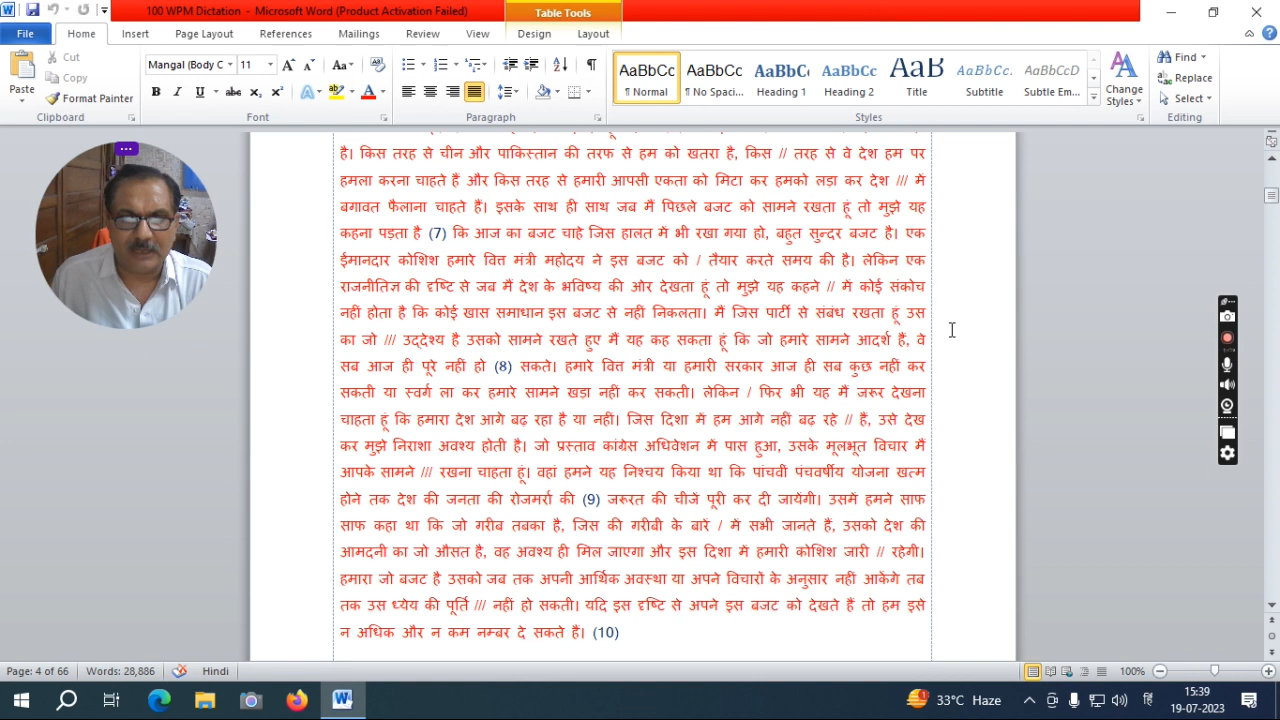 100 WPM Dictation - Microsoft Word (Product Activation Failed)
Table Tools
File Home Insert Page Layout References Mailings Review View Design Layout
Cut
Copy
Format Painter
Paste
Clipboard
Mangal (Body C 11
Font
Paragraph
AaBbCc ¶ Normal
AaBbCc ¶ No Spaci...
AaBbCc Heading 1
AaBbCc Heading 2
AaB Title
AaBbCc. Subtitle
AaBbCcD Subtle Em...
Change Styles
Styles
Find
Replace
Select
Editing
है। किस तरह से चीन और पाकिस्तान की तरफ से हम को खतरा है, किस // तरह से वे देश हम पर
हमला करना चाहते हैं और किस तरह से हमारी आपसी एकता को मिटा कर हमको लड़ा कर देश /// में
बगावत फैलाना चाहते हैं। इसके साथ ही साथ जब मैं पिछले बजट को सामने रखता हूं तो मुझे यह
कहना पड़ता है (7) कि आज का बजट चाहे जिस हालत में भी रखा गया हो, बहुत सुन्दर बजट है। एक
ईमानदार कोशिश हमारे वित्त मंत्री महोदय ने इस बजट को / तैयार करते समय की है। लेकिन एक
राजनीतिज्ञ की दृष्टि से जब मैं देश के भविष्य की ओर देखता हूं तो मुझे यह कहने // में कोई संकोच
नहीं होता है कि कोई खास समाधान इस बजट से नहीं निकलता। मैं जिस पार्टी से संबंध रखता हूं उस
का जो /// उद्देश्य है उसको सामने रखते हुए मैं यह कह सकता हूं कि जो हमारे सामने आदर्श हैं, वे
सब आज ही पूरे नहीं हो (8) सकते। हमारे वित्त मंत्री या हमारी सरकार आज ही सब कुछ नहीं कर
सकती या स्वर्ग ला कर हमारे सामने खड़ा नहीं कर सकती। लेकिन / फिर भी यह मैं जरूर देखना
चाहता हूं कि हमारा देश आगे बढ़ रहा है या नहीं। जिस दिशा में हम आगे नहीं बढ़ रहे // हैं, उसे देख
कर मुझे निराशा अवश्य होती है। जो प्रस्ताव कांग्रेस अधिवेशन में पास हुआ, उसके मूलभूत विचार मैं
आपके सामने /// रखना चाहता हूं। वहां हमने यह निश्चय किया था कि पांचवीं पंचवर्षीय योजना खत्म
होने तक देश की जनता की रोजमर्रा की (9) जरूरत की चीजें पूरी कर दी जायेंगी। उसमें हमने साफ
साफ कहा था कि जो गरीब तबका है, जिस की गरीबी के बारे / में सभी जानते हैं, उसको देश की
आमदनी का जो औसत है, वह अवश्य ही मिल जाएगा और इस दिशा में हमारी कोशिश जारी // रहेगी।
हमारा जो बजट है उसको जब तक अपनी आर्थिक अवस्था या अपने विचारों के अनुसार नहीं आकेंगे तब
तक उस ध्येय की पूर्ति /// नहीं हो सकती। यदि इस दृष्टि से अपने इस बजट को देखते हैं तो हम इसे
न अधिक और न कम नम्बर दे सकते हैं। (10)
Page: 4 of 66 Words: 28,886 Hindi 100%
33°C Haze हिं 15:39
19-07-2023